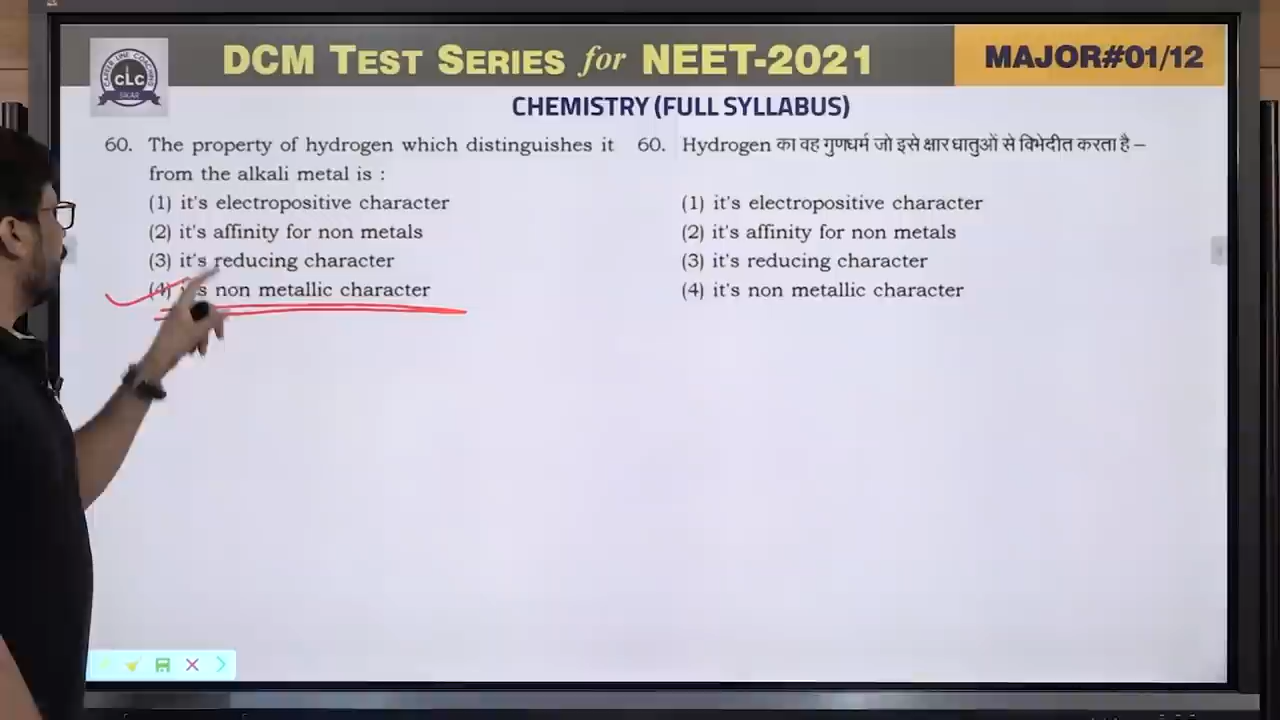 DCM TEST SERIES for NEET-2021
MAJOR#01/12
CLC
SIKAR
CHEMISTRY (FULL SYLLABUS)
60. The property of hydrogen which distinguishes it
from the alkali metal is :
(1) it's electropositive character
(2) it's affinity for non metals
(3) it's reducing character
(4) it's non metallic character
60. Hydrogen का वह गुणधर्म जो इसे क्षार धातुओं से विभेदीत करता है –
(1) it's electropositive character
(2) it's affinity for non metals
(3) it's reducing character
(4) it's non metallic character